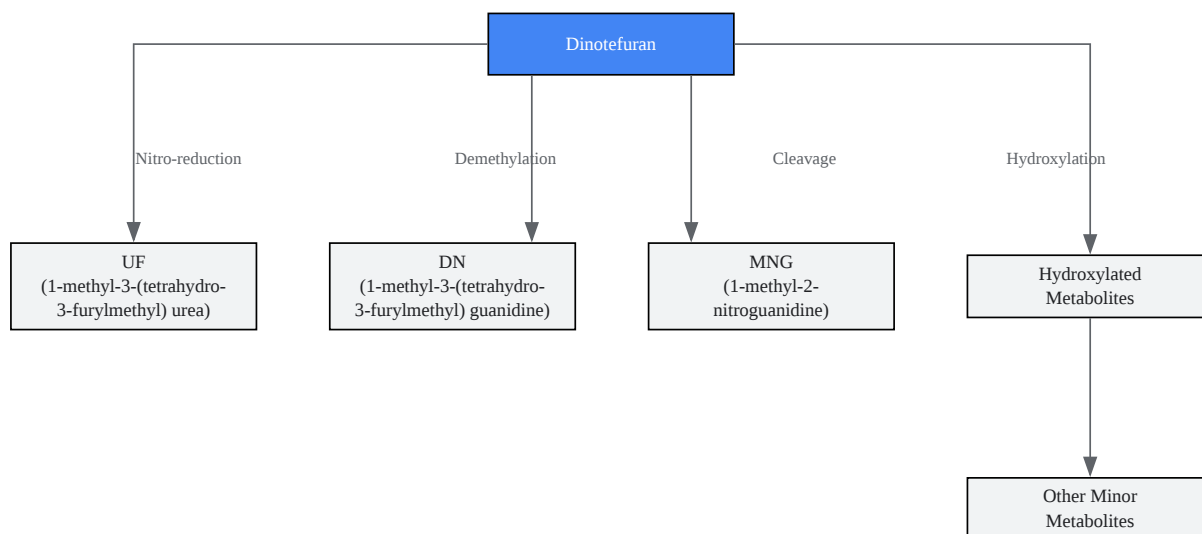 Dinotefuran
Nitro-reduction
Demethylation
Cleavage
Hydroxylation
UF
(1-methyl-3-(tetrahydro-
3-furylmethyl) urea)
DN
(1-methyl-3-(tetrahydro-
3-furylmethyl) guanidine)
MNG
(1-methyl-2-
nitroguanidine)
Hydroxylated
Metabolites
Other Minor
Metabolites